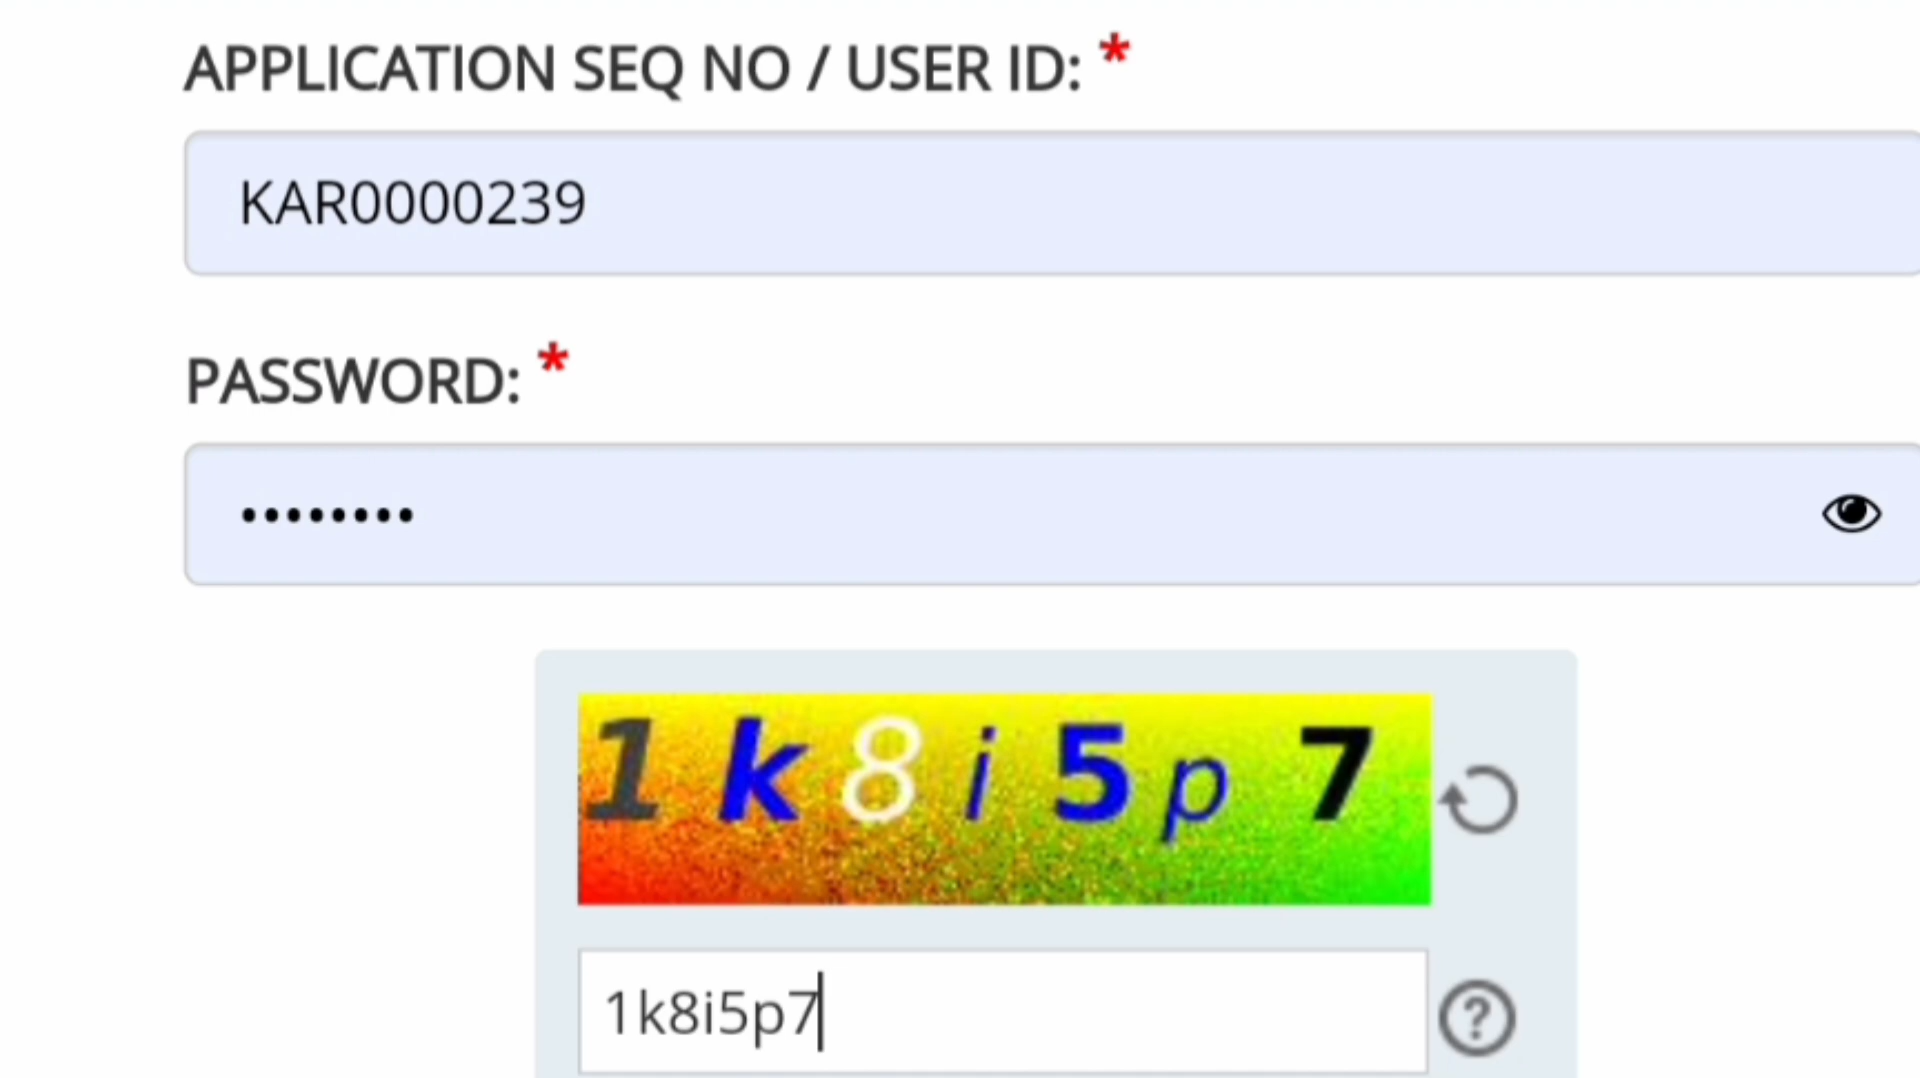 APPLICATION SEQ NO / USER ID: *
KAR0000239
PASSWORD: *
••••••••
1k8i5p7
1k8i5p7